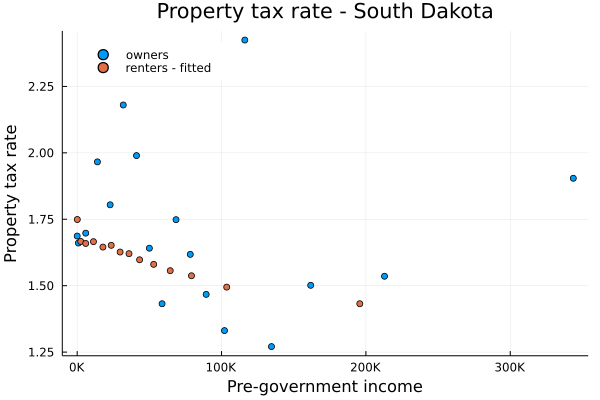 Property tax rate - South Dakota
owners
renters - fitted
Property tax rate
2.25
2.00
1.75
1.50
1.25
0K
100K
200K
300K
Pre-government income